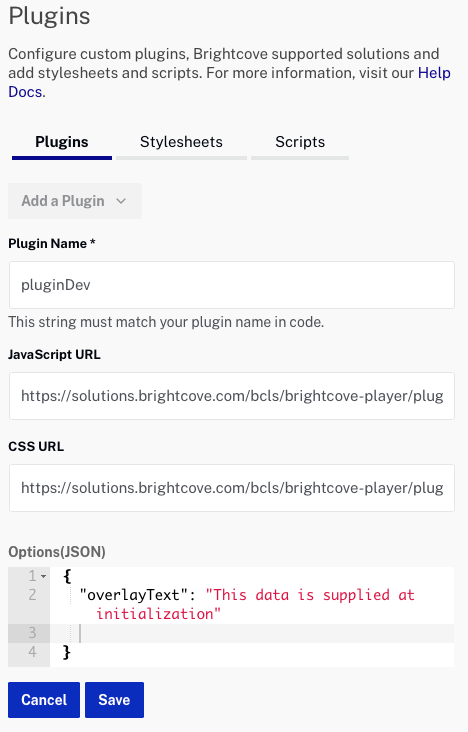 Plugins
Configure custom plugins, Brightcove supported solutions and
add stylesheets and scripts. For more information, visit our Help
Docs.
Plugins Stylesheets Scripts
Add a Plugin
Plugin Name *
pluginDev
This string must match your plugin name in code.
JavaScript URL
https://solutions.brightcove.com/bcls/brightcove-player/plug
CSS URL
https://solutions.brightcove.com/bcls/brightcove-player/plug
Options(JSON)
1 {
2 "overlayText": "This data is supplied at
initialization"
3
4 }
Cancel Save